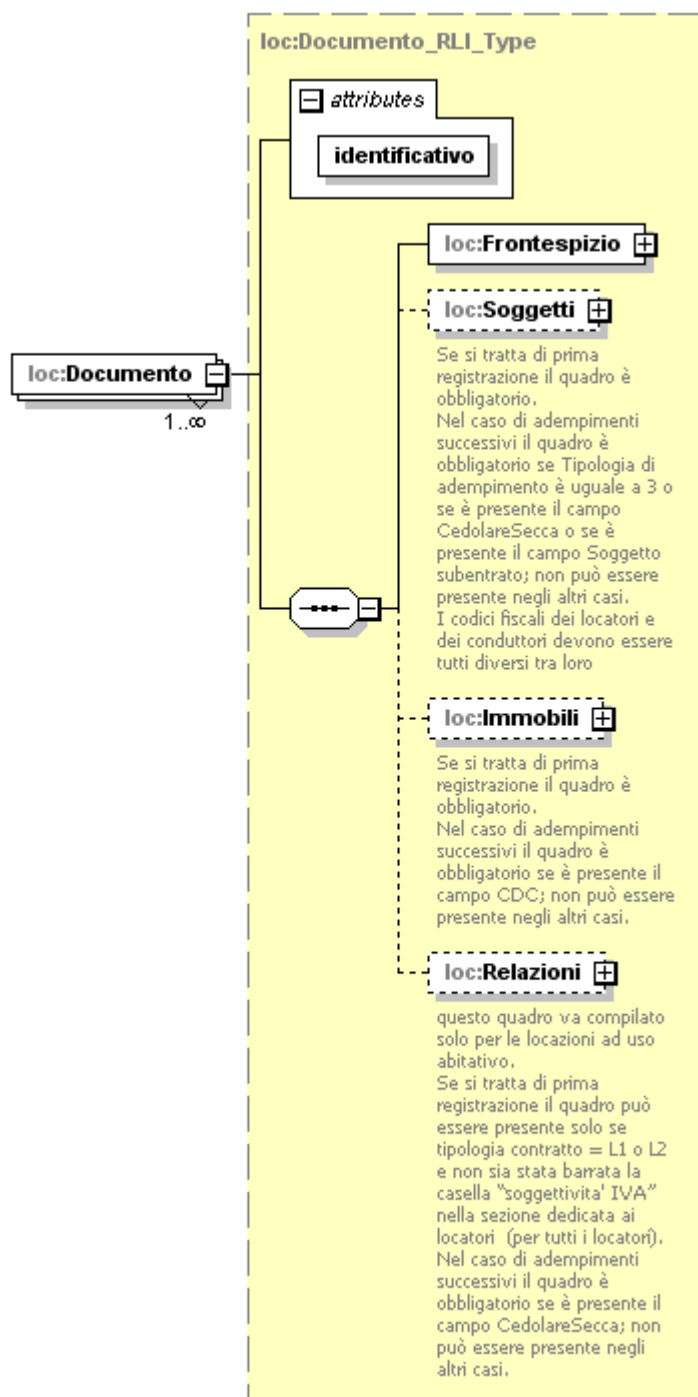 loc:Documento_RLI_Type
attributes
identificativo
loc:Frontespizio
loc:Soggetti
Se si tratta di prima
registrazione il quadro è
obbligatorio.
Nel caso di adempimenti
successivi il quadro è
obbligatorio se Tipologia di
adempimento è uguale a 3 o
se è presente il campo
CedolareSecca o se è
presente il campo Soggetto
subentrato; non può essere
presente negli altri casi.
I codici fiscali dei locatori e
dei conduttori devono essere
tutti diversi tra loro
loc:Documento
1..∞
loc:Immobili
Se si tratta di prima
registrazione il quadro è
obbligatorio.
Nel caso di adempimenti
successivi il quadro è
obbligatorio se è presente il
campo CDC; non può essere
presente negli altri casi.
loc:Relazioni
questo quadro va compilato
solo per le locazioni ad uso
abitativo.
Se si tratta di prima
registrazione il quadro può
essere presente solo se
tipologia contratto = L1 o L2
e non sia stata barrata la
casella "soggettivita' IVA"
nella sezione dedicata ai
locatori (per tutti i locatori).
Nel caso di adempimenti
successivi il quadro è
obbligatorio se è presente il
campo CedolareSecca; non
può essere presente negli
altri casi.